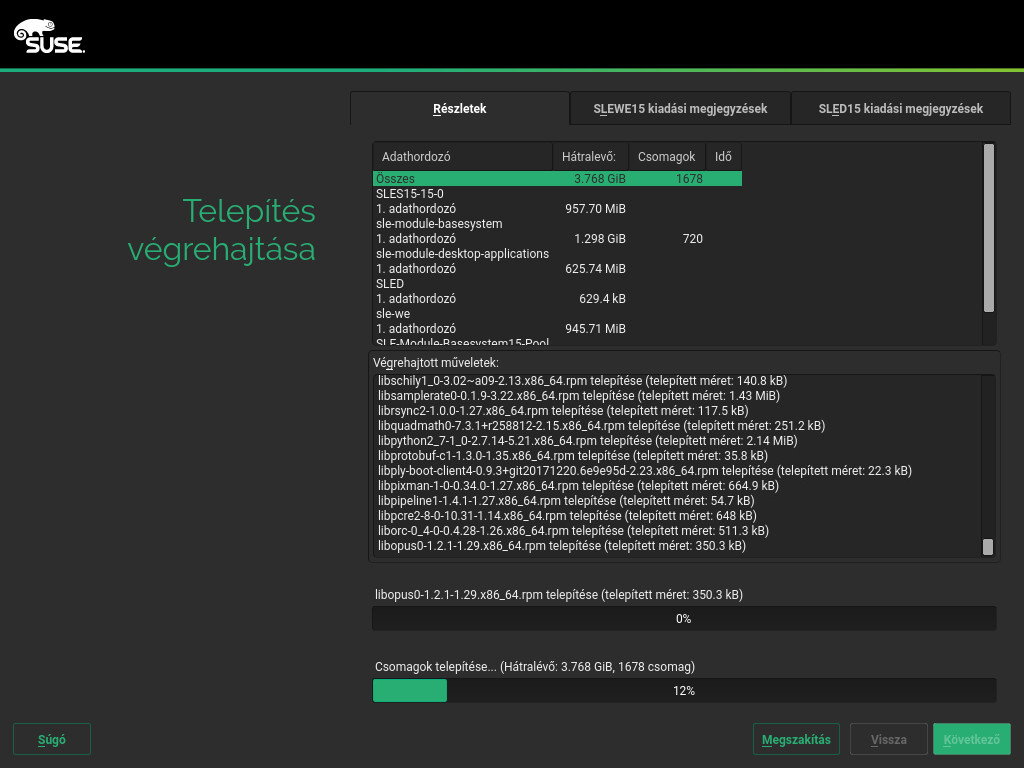 SUSE.
Részletek
SLEWE15 kiadási megjegyzések
SLED15 kiadási megjegyzések
Telepítés
végrehajtása
Adathordozó Hátralevő: Csomagok Idő
Összes 3.768 GiB 1678
SLES15-15-0
1. adathordozó 957.70 MiB
sle-module-basesystem
1. adathordozó 1.298 GiB 720
sle-module-desktop-applications
1. adathordozó 625.74 MiB
SLED
1. adathordozó 629.4 kB
sle-we
1. adathordozó 945.71 MiB
SLE-Module-Basesystem15-Pool
Végrehajtott műveletek:
libschily1_0-3.02~a09-2.13.x86_64.rpm telepítése (telepített méret: 140.8 kB)
libsamplerate0-0.1.9-3.22.x86_64.rpm telepítése (telepített méret: 1.43 MiB)
librsync2-1.0.0-1.27.x86_64.rpm telepítése (telepített méret: 117.5 kB)
libquadmath0-7.3.1+r258812-2.15.x86_64.rpm telepítése (telepített méret: 251.2 kB)
libpython2_7-1_0-2.7.14-5.21.x86_64.rpm telepítése (telepített méret: 2.14 MiB)
libprotobuf-c1-1.3.0-1.35.x86_64.rpm telepítése (telepített méret: 35.8 kB)
libply-boot-client4-0.9.3+git20171220.6e9e95d-2.23.x86_64.rpm telepítése (telepített méret: 22.3 kB)
libpixman-1-0-0.34.0-1.27.x86_64.rpm telepítése (telepített méret: 664.9 kB)
libpipeline1-1.4.1-1.27.x86_64.rpm telepítése (telepített méret: 54.7 kB)
libpcre2-8-0-10.31-1.14.x86_64.rpm telepítése (telepített méret: 648 kB)
liborc-0_4-0-0.4.28-1.26.x86_64.rpm telepítése (telepített méret: 511.3 kB)
libopus0-1.2.1-1.29.x86_64.rpm telepítése (telepített méret: 350.3 kB)
libopus0-1.2.1-1.29.x86_64.rpm telepítése (telepített méret: 350.3 kB)
0%
Csomagok telepítése... (Hátralévő: 3.768 GiB, 1678 csomag)
12%
Súgó
Megszakítás
Vissza
Következő